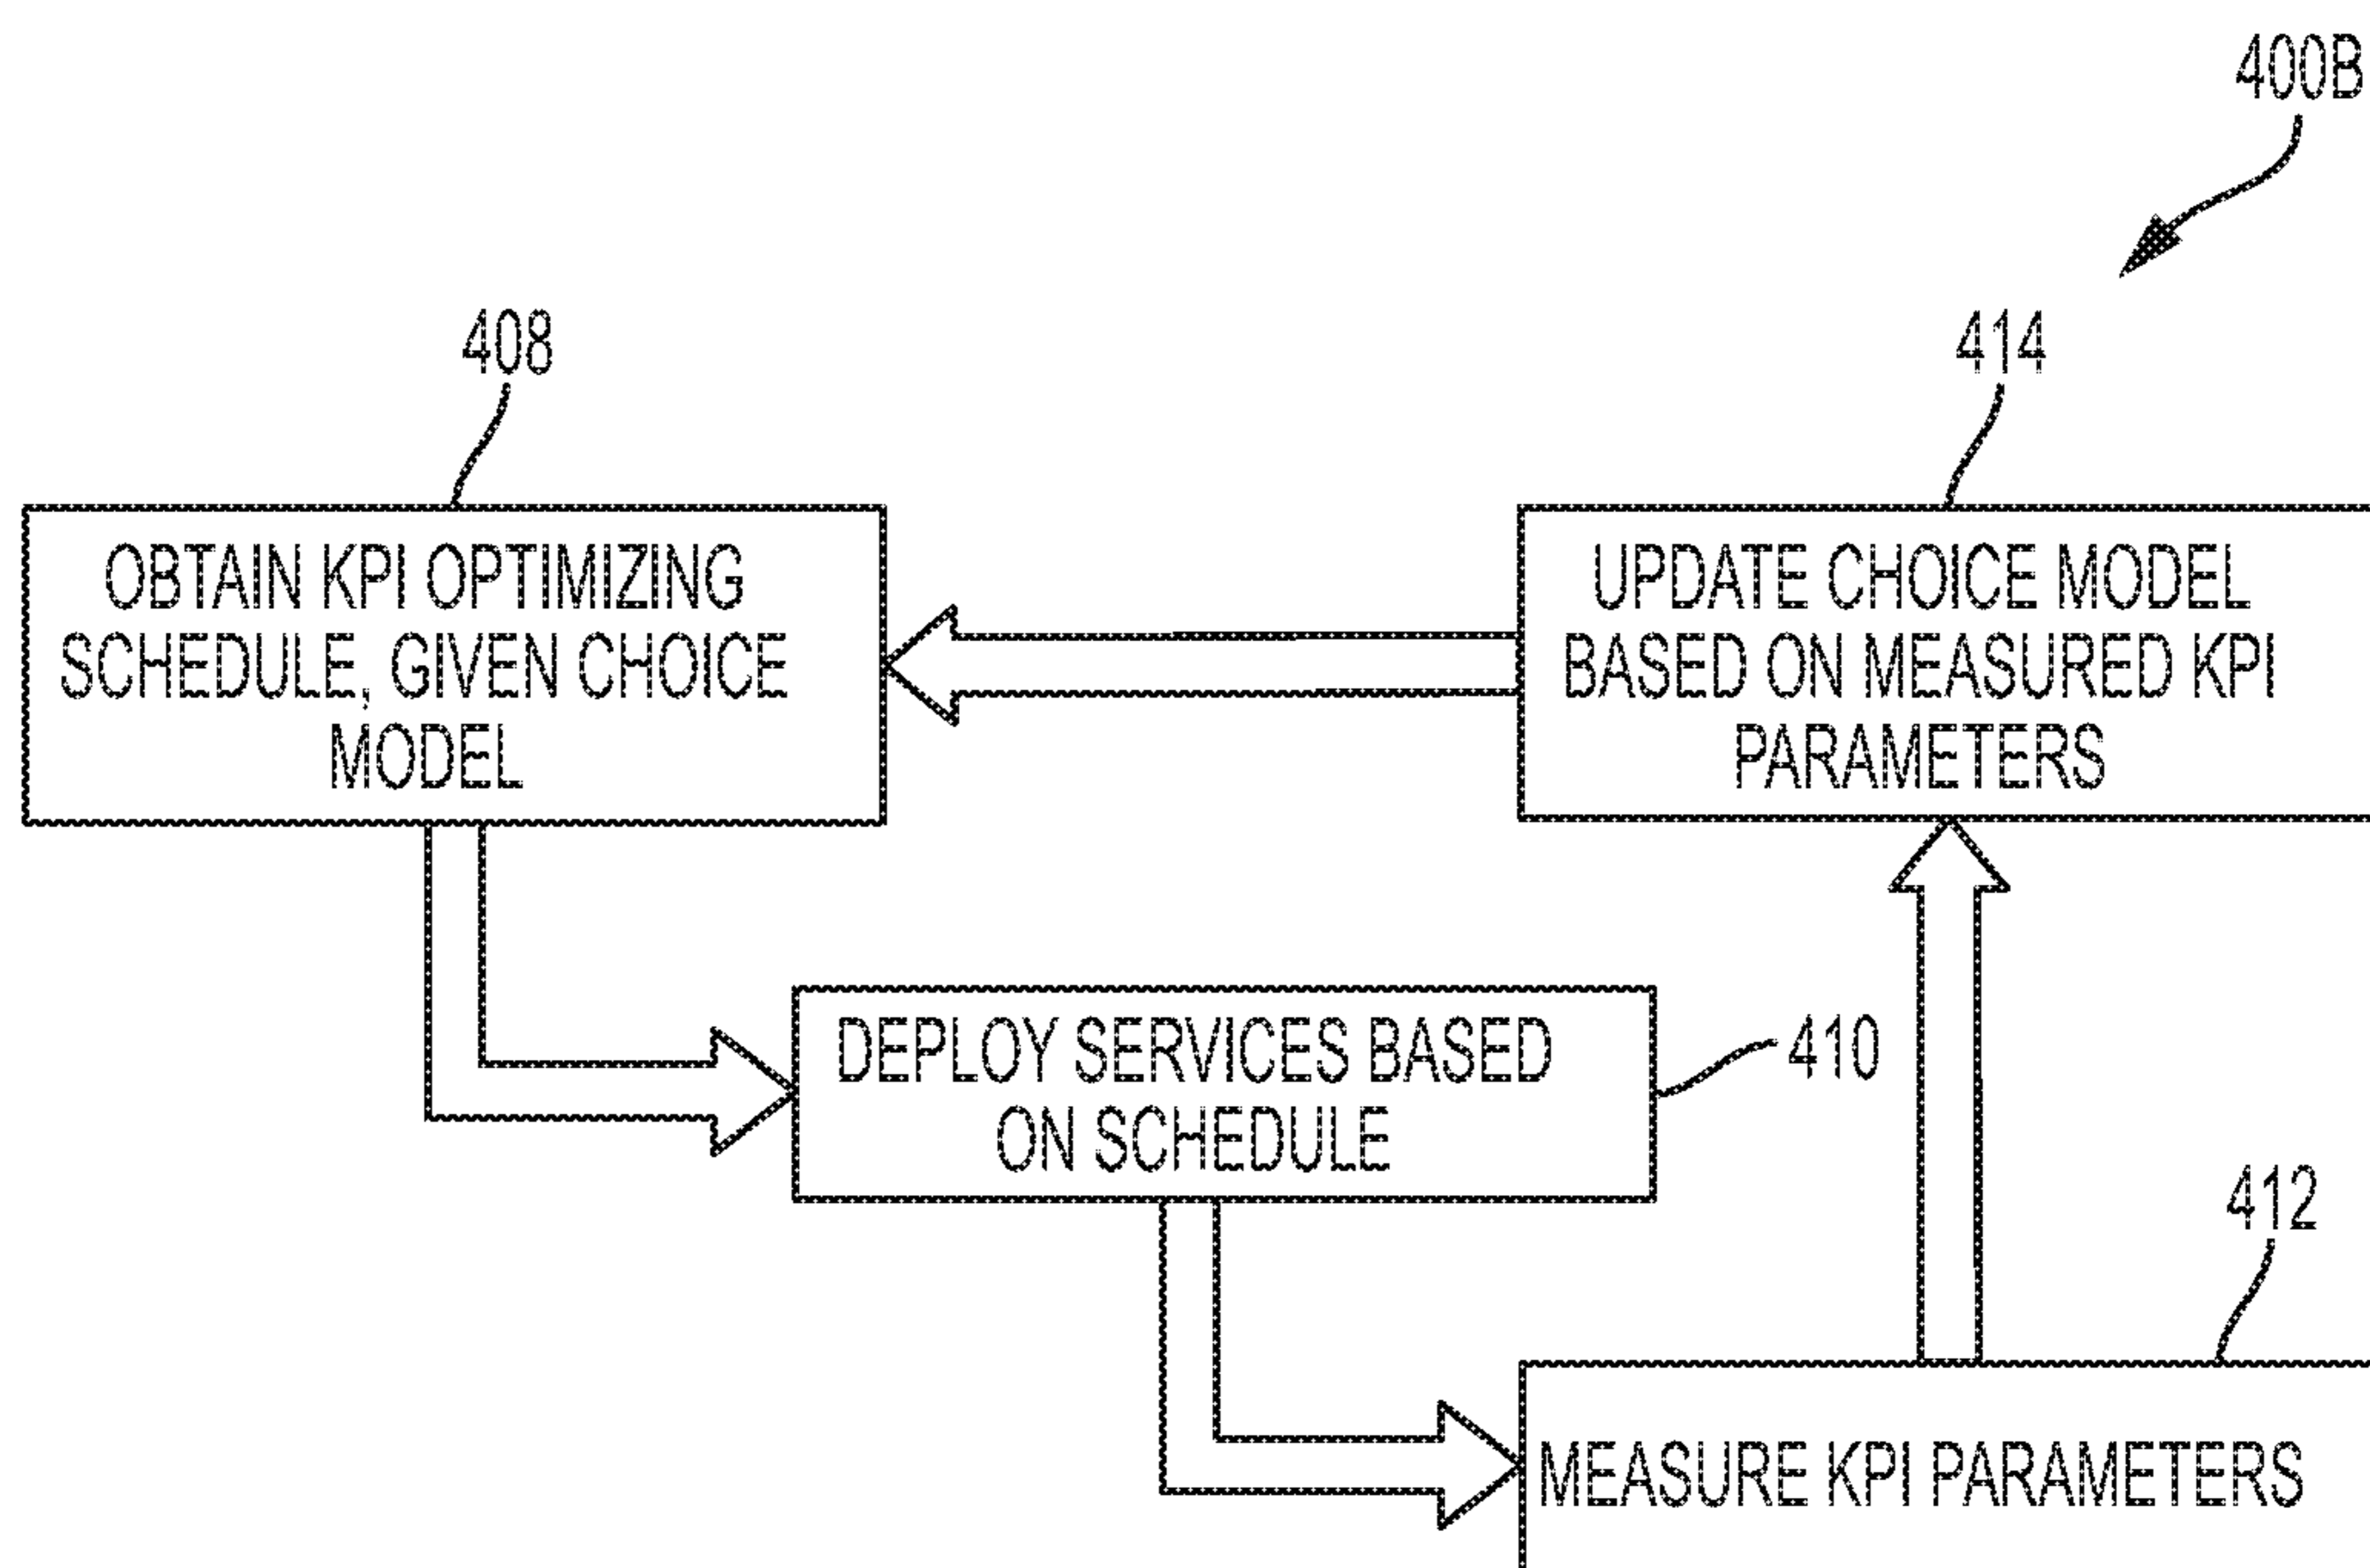 400B
408
414
OBTAIN KPI OPTIMIZING
SCHEDULE, GIVEN CHOICE
MODEL
UPDATE CHOICE MODEL
BASED ON MEASURED KPI
PARAMETERS
DEPLOY SERVICES BASED
ON SCHEDULE
410
412
MEASURE KPI PARAMETERS